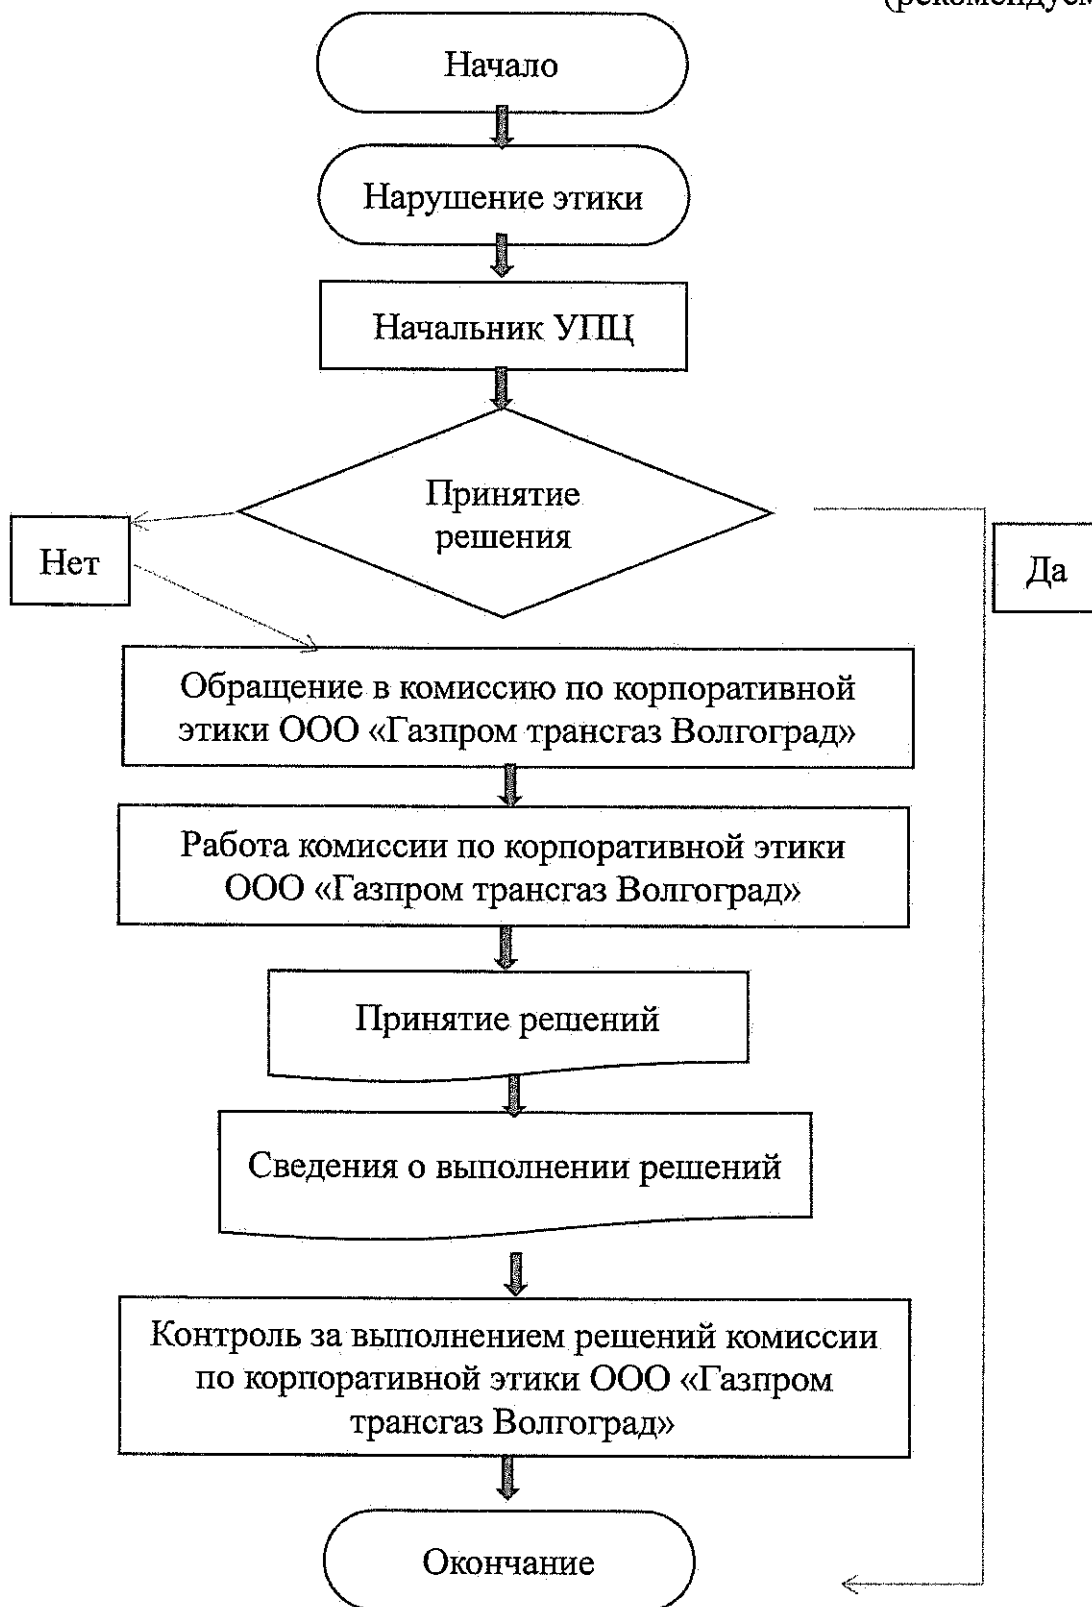 Начало
Нарушение этики
Начальник УПЦ
Принятие
решения
Нет
Да
Обращение в комиссию по корпоративной
этики ООО «Газпром трансгаз Волгоград»
Работа комиссии по корпоративной этики
ООО «Газпром трансгаз Волгоград»
Принятие решений
Сведения о выполнении решений
Контроль за выполнением решений комиссии
по корпоративной этики ООО «Газпром
трансгаз Волгоград»
Окончание